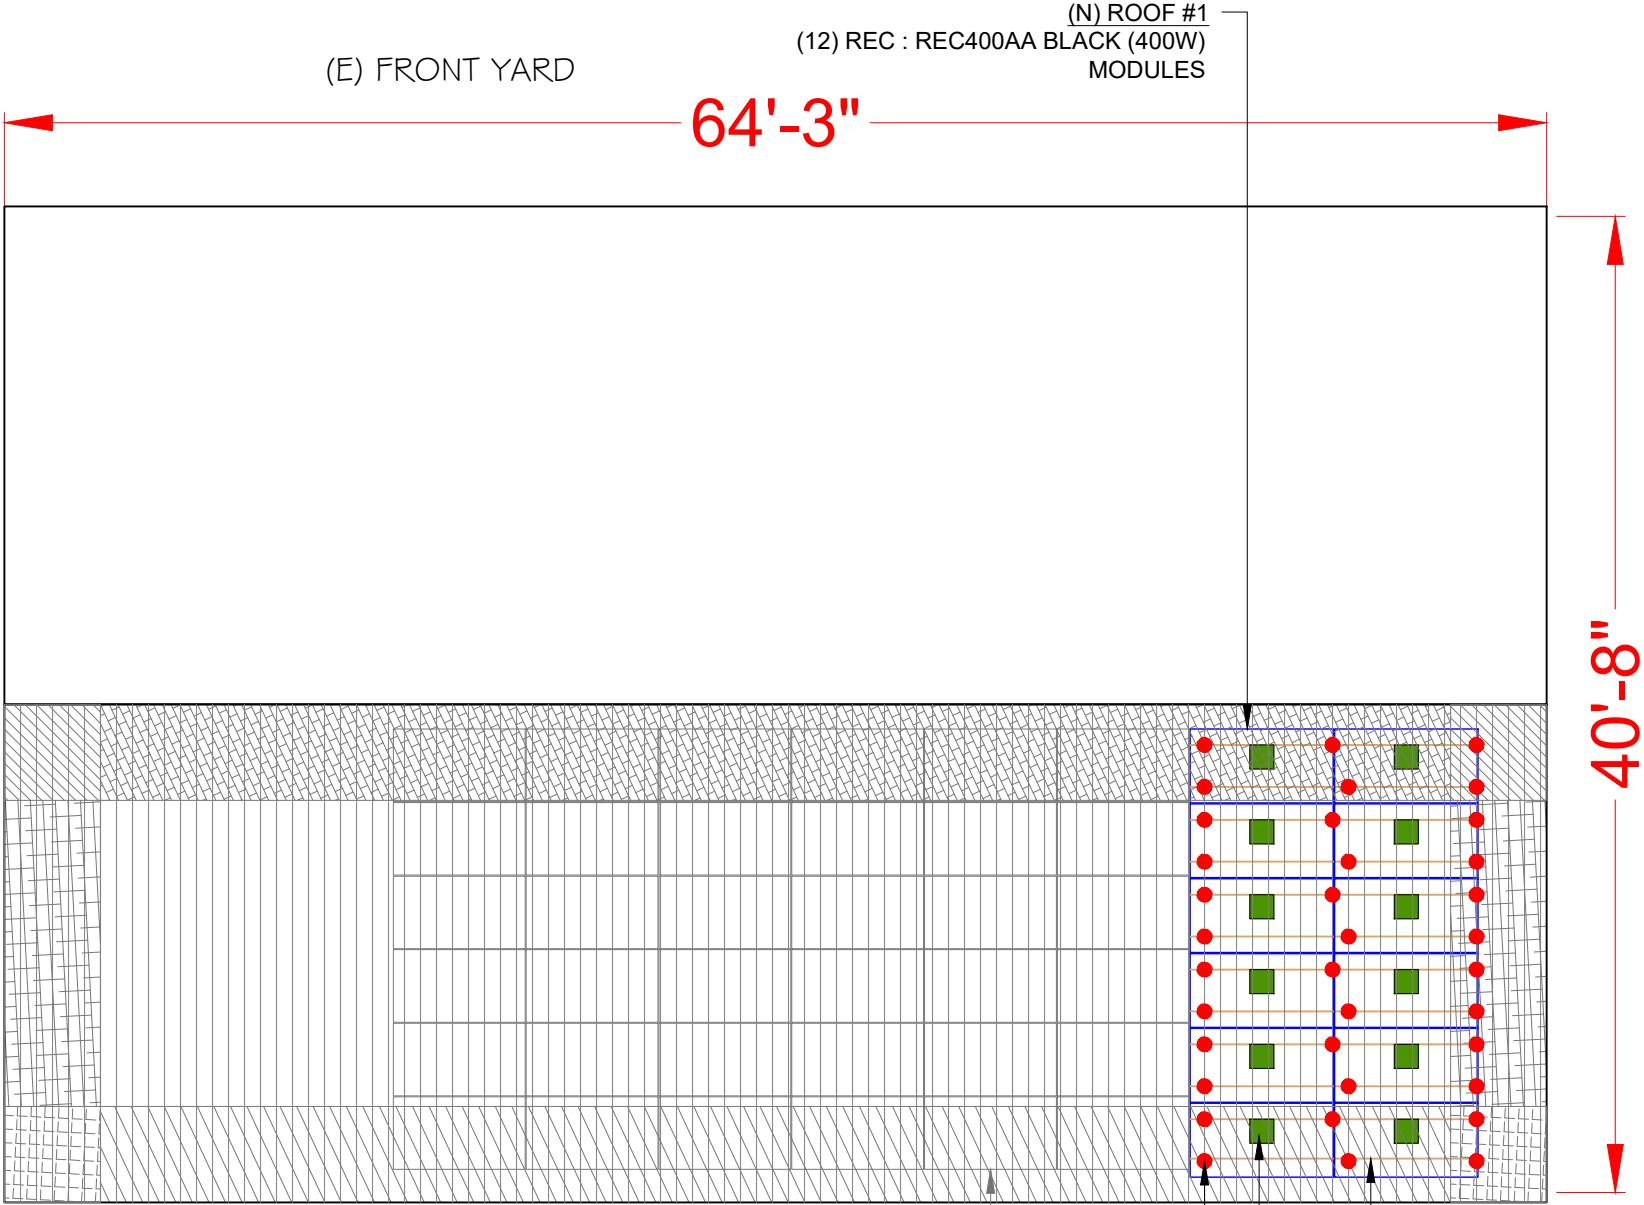 (N) ROOF #1
(12) REC : REC400AA BLACK (400W)
MODULES
(E) FRONT YARD
64'-3"
40'-8"